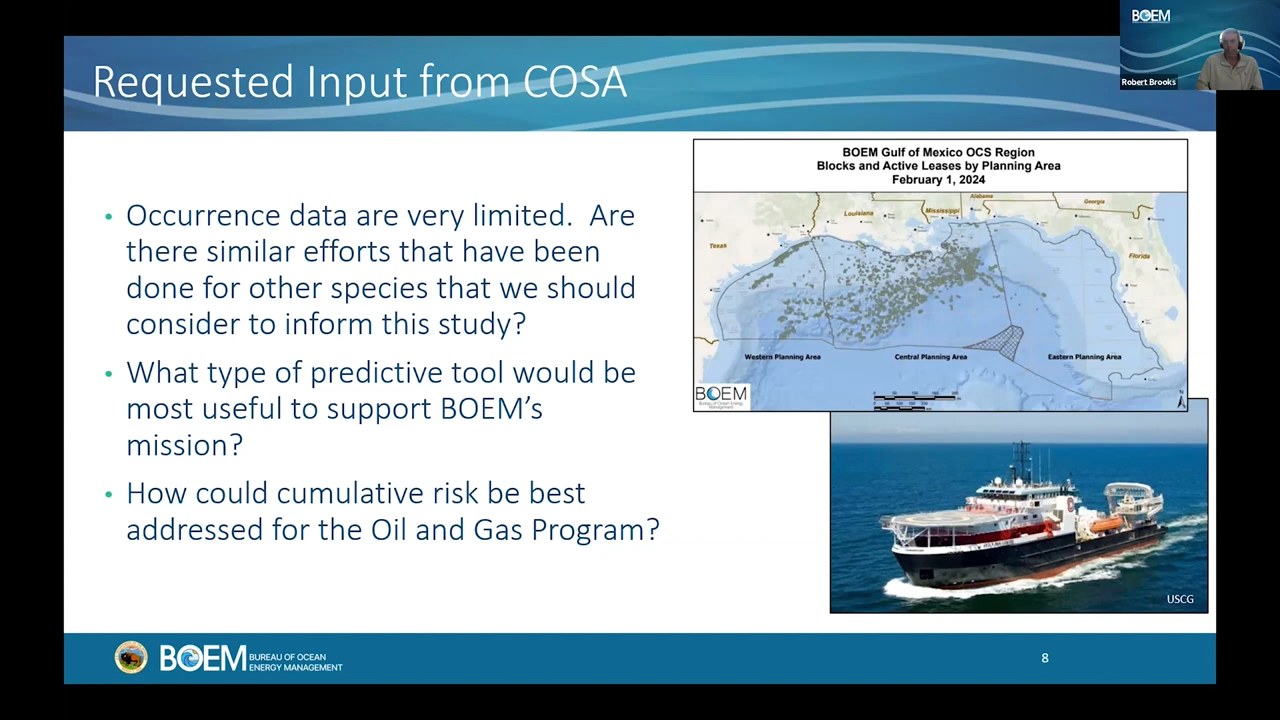 BOEM
Robert Brooks
Requested Input from COSA
• Occurrence data are very limited.  Are
there similar efforts that have been
done for other species that we should
consider to inform this study?
• What type of predictive tool would be
most useful to support BOEM’s
mission?
• How could cumulative risk be best
addressed for the Oil and Gas Program?
BOEM Gulf of Mexico OCS Region
Blocks and Active Leases by Planning Area
February 1, 2024
Texas
Louisiana
Mississippi
Alabama
Georgia
Florida
Western Planning Area
Central Planning Area
Eastern Planning Area
BOEM
Bureau of Ocean Energy
Management
N
USCG
BOEM
BUREAU OF OCEAN
ENERGY MANAGEMENT
8